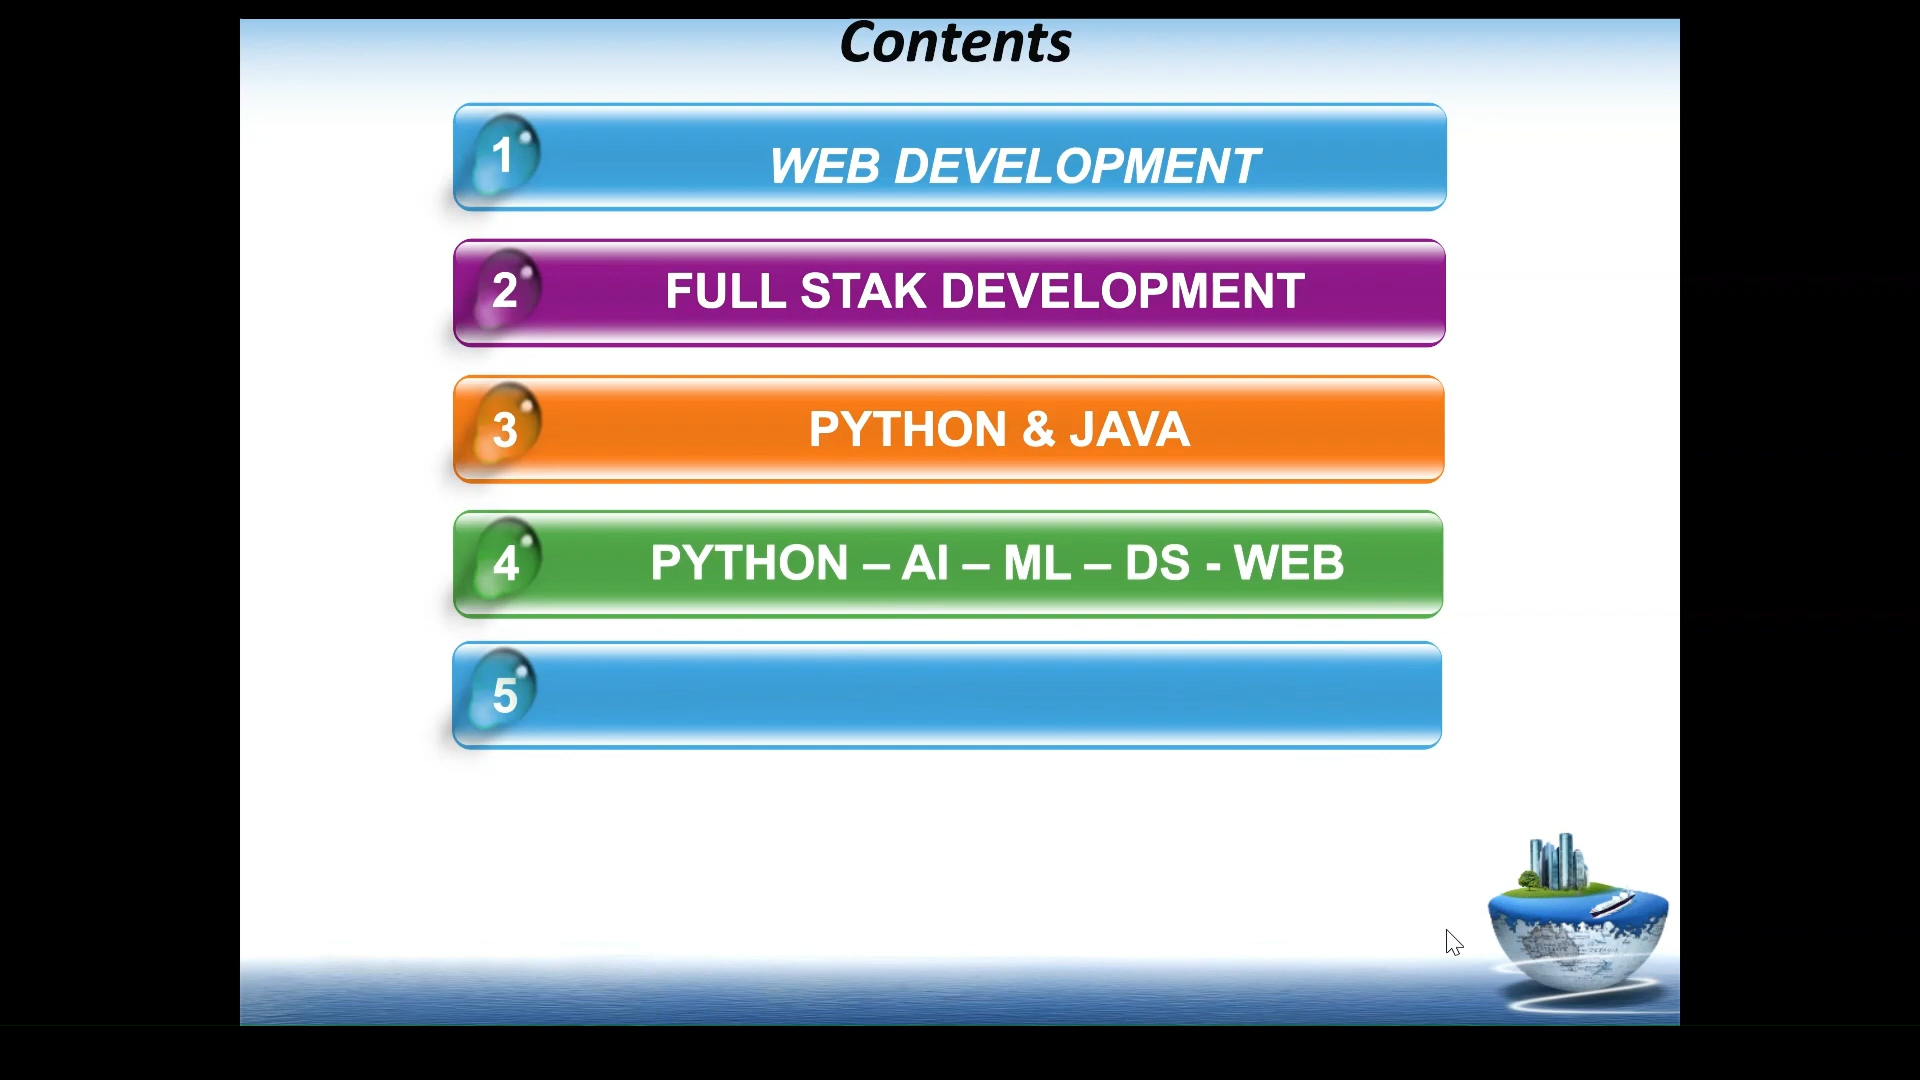 Contents
1 WEB DEVELOPMENT
2 FULL STAK DEVELOPMENT
3 PYTHON & JAVA
4 PYTHON – AI – ML – DS - WEB
5